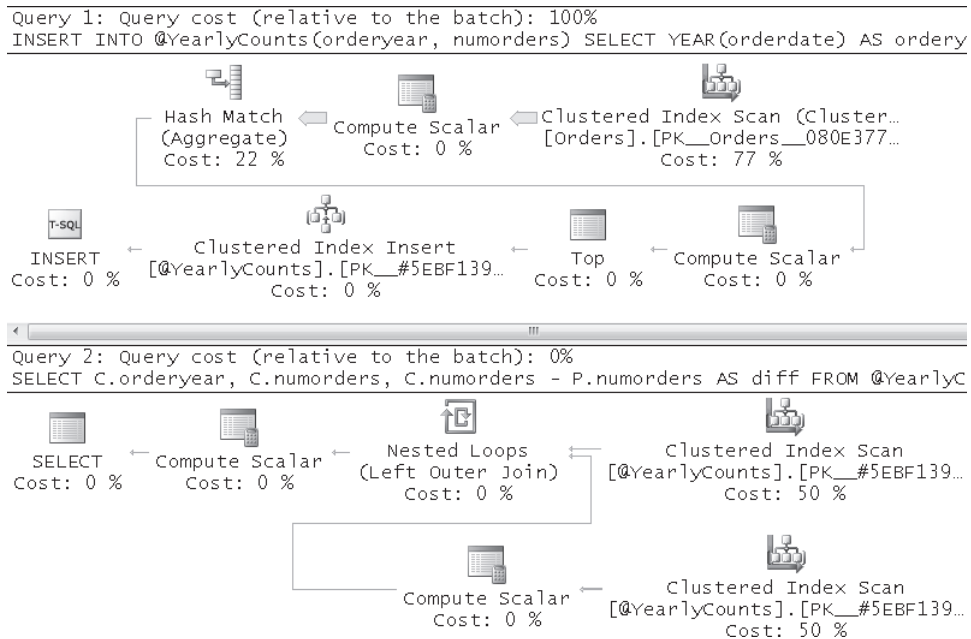 Query 1: Query cost (relative to the batch): 100%
INSERT INTO @YearlyCounts(orderyear, numorders) SELECT YEAR(orderdate) AS ordery
Hash Match
(Aggregate)
Cost: 22 %
Compute Scalar
Cost: 0 %
Clustered Index Scan (Cluster…
[Orders].[PK__Orders__080E377…
Cost: 77 %
T-SQL
INSERT
Cost: 0 %
Clustered Index Insert
[@YearlyCounts].[PK__#5EBF139…
Cost: 0 %
Top
Cost: 0 %
Compute Scalar
Cost: 0 %
Query 2: Query cost (relative to the batch): 0%
SELECT C.orderyear, C.numorders, C.numorders - P.numorders AS diff FROM @YearlyC
SELECT
Cost: 0 %
Compute Scalar
Cost: 0 %
Nested Loops
(Left Outer Join)
Cost: 0 %
Clustered Index Scan
[@YearlyCounts].[PK__#5EBF139…
Cost: 50 %
Compute Scalar
Cost: 0 %
Clustered Index Scan
[@YearlyCounts].[PK__#5EBF139…
Cost: 50 %